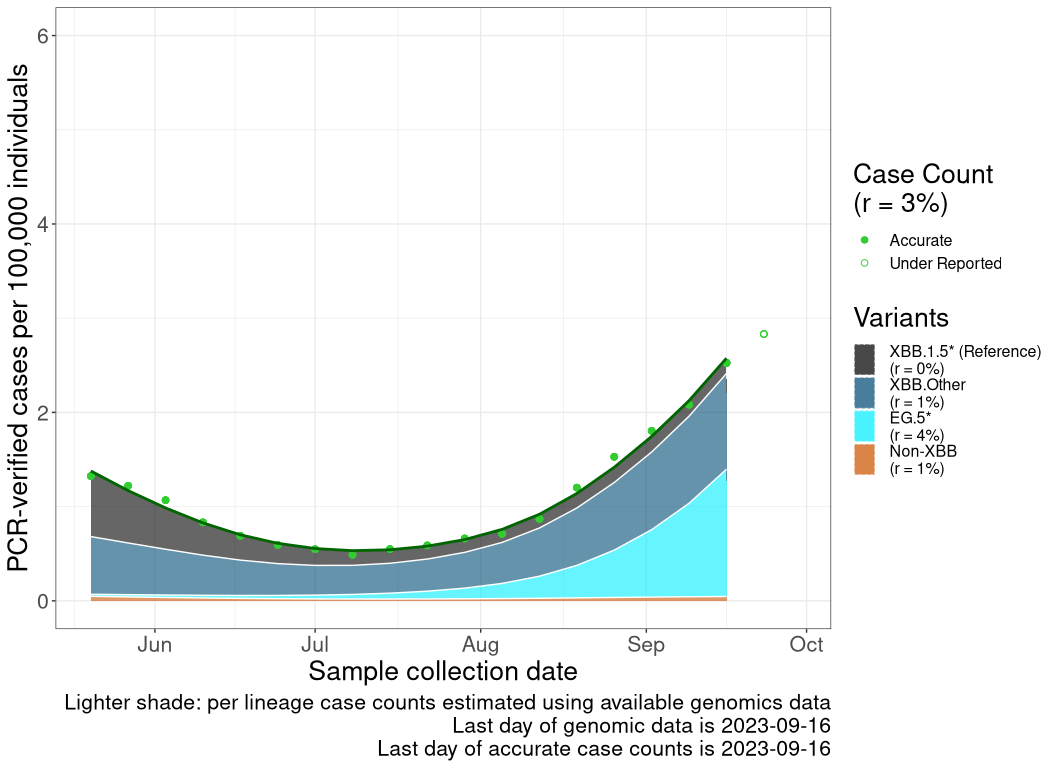 PCR-verified cases per 100,000 individuals
6
4
2
0
Jun
Jul
Aug
Sep
Oct
Sample collection date
Lighter shade: per lineage case counts estimated using available genomics data
Last day of genomic data is 2023-09-16
Last day of accurate case counts is 2023-09-16
Case Count
(r = 3%)
Accurate
Under Reported
Variants
XBB.1.5* (Reference)
(r = 0%)
XBB.Other
(r = 1%)
EG.5*
(r = 4%)
Non-XBB
(r = 1%)